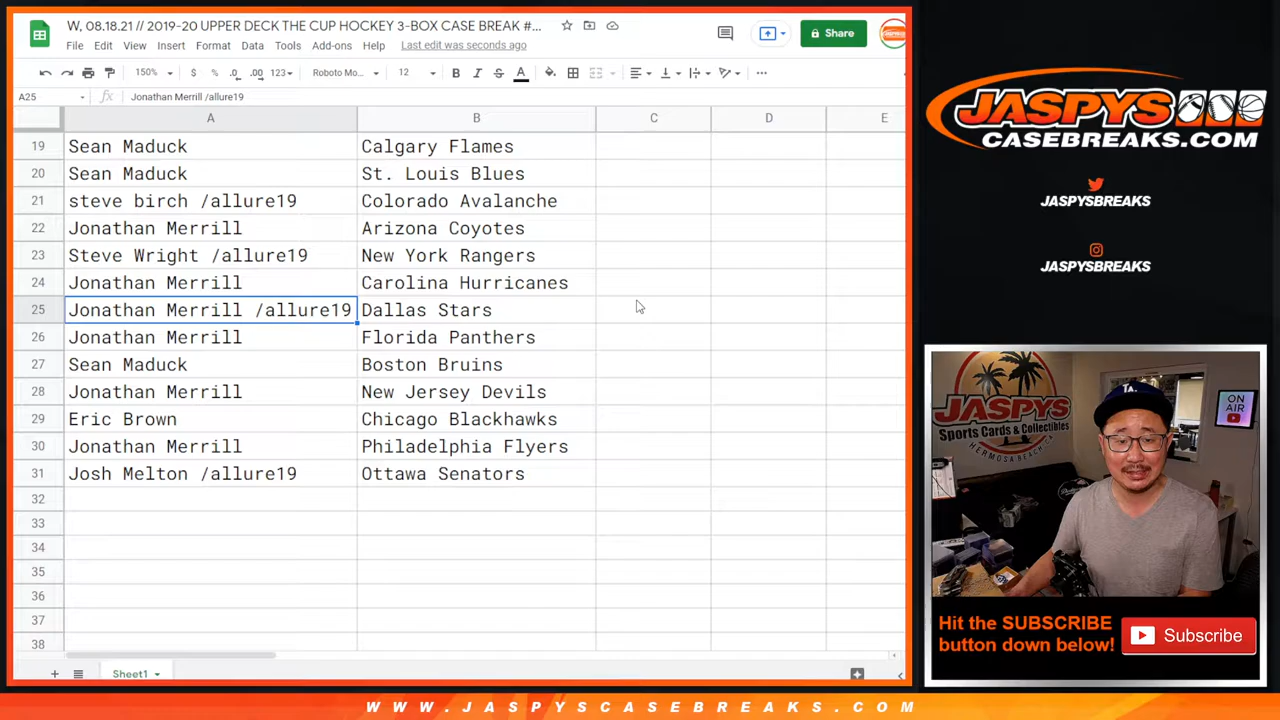 W, 08.18.21 // 2019-20 UPPER DECK THE CUP HOCKEY 3-BOX CASE BREAK #...
Share
File Edit View Insert Format Data Tools Add-ons Help Last edit was seconds ago
150% $ % .0 .00 123 Roboto Mo... 12 B I S A
A25 fx Jonathan Merrill /allure19
A B C D E
19 Sean Maduck Calgary Flames
20 Sean Maduck St. Louis Blues
21 steve birch /allure19 Colorado Avalanche
22 Jonathan Merrill Arizona Coyotes
23 Steve Wright /allure19 New York Rangers
24 Jonathan Merrill Carolina Hurricanes
25 Jonathan Merrill /allure19 Dallas Stars
26 Jonathan Merrill Florida Panthers
27 Sean Maduck Boston Bruins
28 Jonathan Merrill New Jersey Devils
29 Eric Brown Chicago Blackhawks
30 Jonathan Merrill Philadelphia Flyers
31 Josh Melton /allure19 Ottawa Senators
32
33
34
35
36
37
38
Sheet1
JASPYS
CASEBREAKS.COM
JASPYSBREAKS
JASPYSBREAKS
JASPYS
Sports Cards & Collectibles
HERMOSA BEACH
ON
AIR
Hit the SUBSCRIBE
button down below!
Subscribe
WWW.JASPYSCASEBREAKS.COM